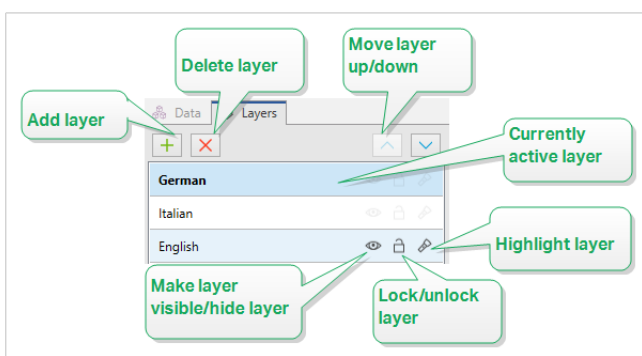 Move layer
up/down
Delete layer
Add layer
Data
Layers
Currently
active layer
German
Italian
English
Highlight layer
Make layer
visible/hide layer
Lock/unlock
layer